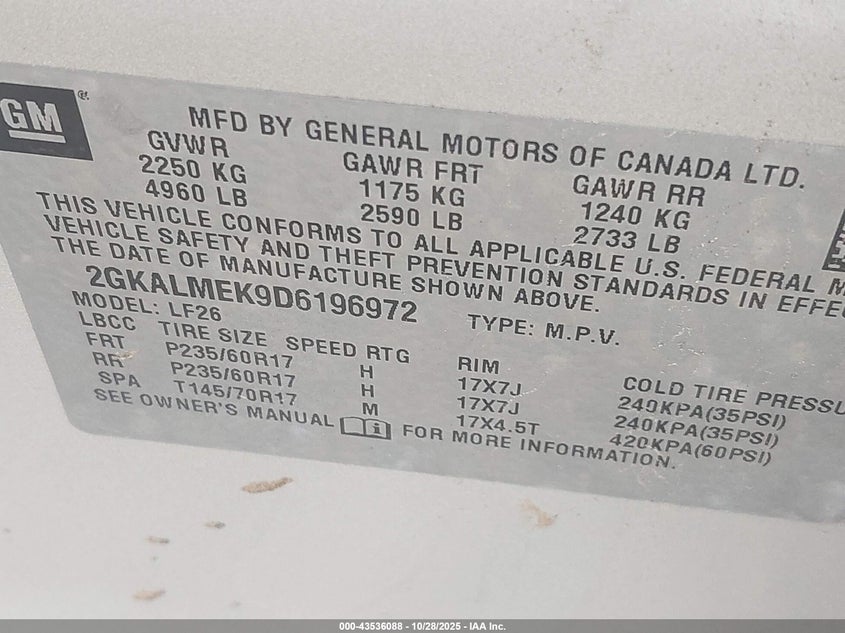 GM
MFD BY GENERAL MOTORS OF CANADA LTD.
GVWR GAWR FRT GAWR RR
2250 KG 1175 KG 1240 KG
4960 LB 2590 LB 2733 LB
THIS VEHICLE CONFORMS TO ALL APPLICABLE U.S. FEDERAL M
VEHICLE SAFETY AND THEFT PREVENTION STANDARDS IN EFFE
THE DATE OF MANUFACTURE SHOWN ABOVE.
2GKALMEK9D6196972 TYPE: M.P.V.
MODEL: LF26
LBCC TIRE SIZE SPEED RTG RIM COLD TIRE PRESSU
FRT P235/60R17 H 17X7J 240KPA(35PSI)
RR P235/60R17 H 17X7J 240KPA(35PSI)
SPA T145/70R17 M 17X4.5T 420KPA(60PSI)
SEE OWNER'S MANUAL i FOR MORE INFORMATION.
000-43536088 - 10/28/2025 - IAA Inc.